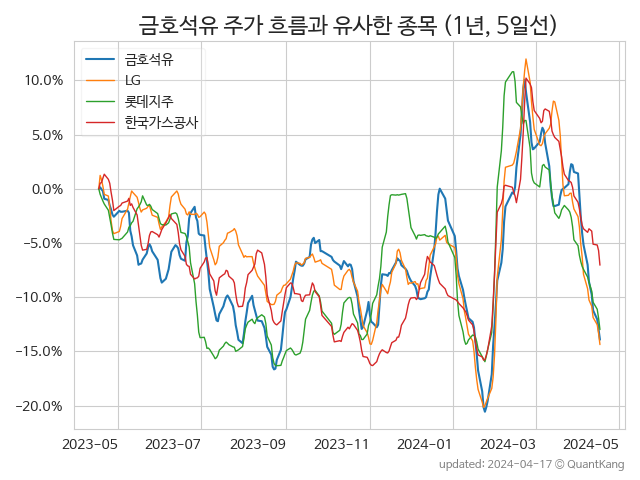 금호석유 주가 흐름과 유사한 종목 (1년, 5일선)
금호석유
LG
롯데지주
한국가스공사
10.0%
5.0%
0.0%
−5.0%
−10.0%
−15.0%
−20.0%
2023-05 2023-07 2023-09 2023-11 2024-01 2024-03 2024-05
updated: 2024-04-17 © QuantKang